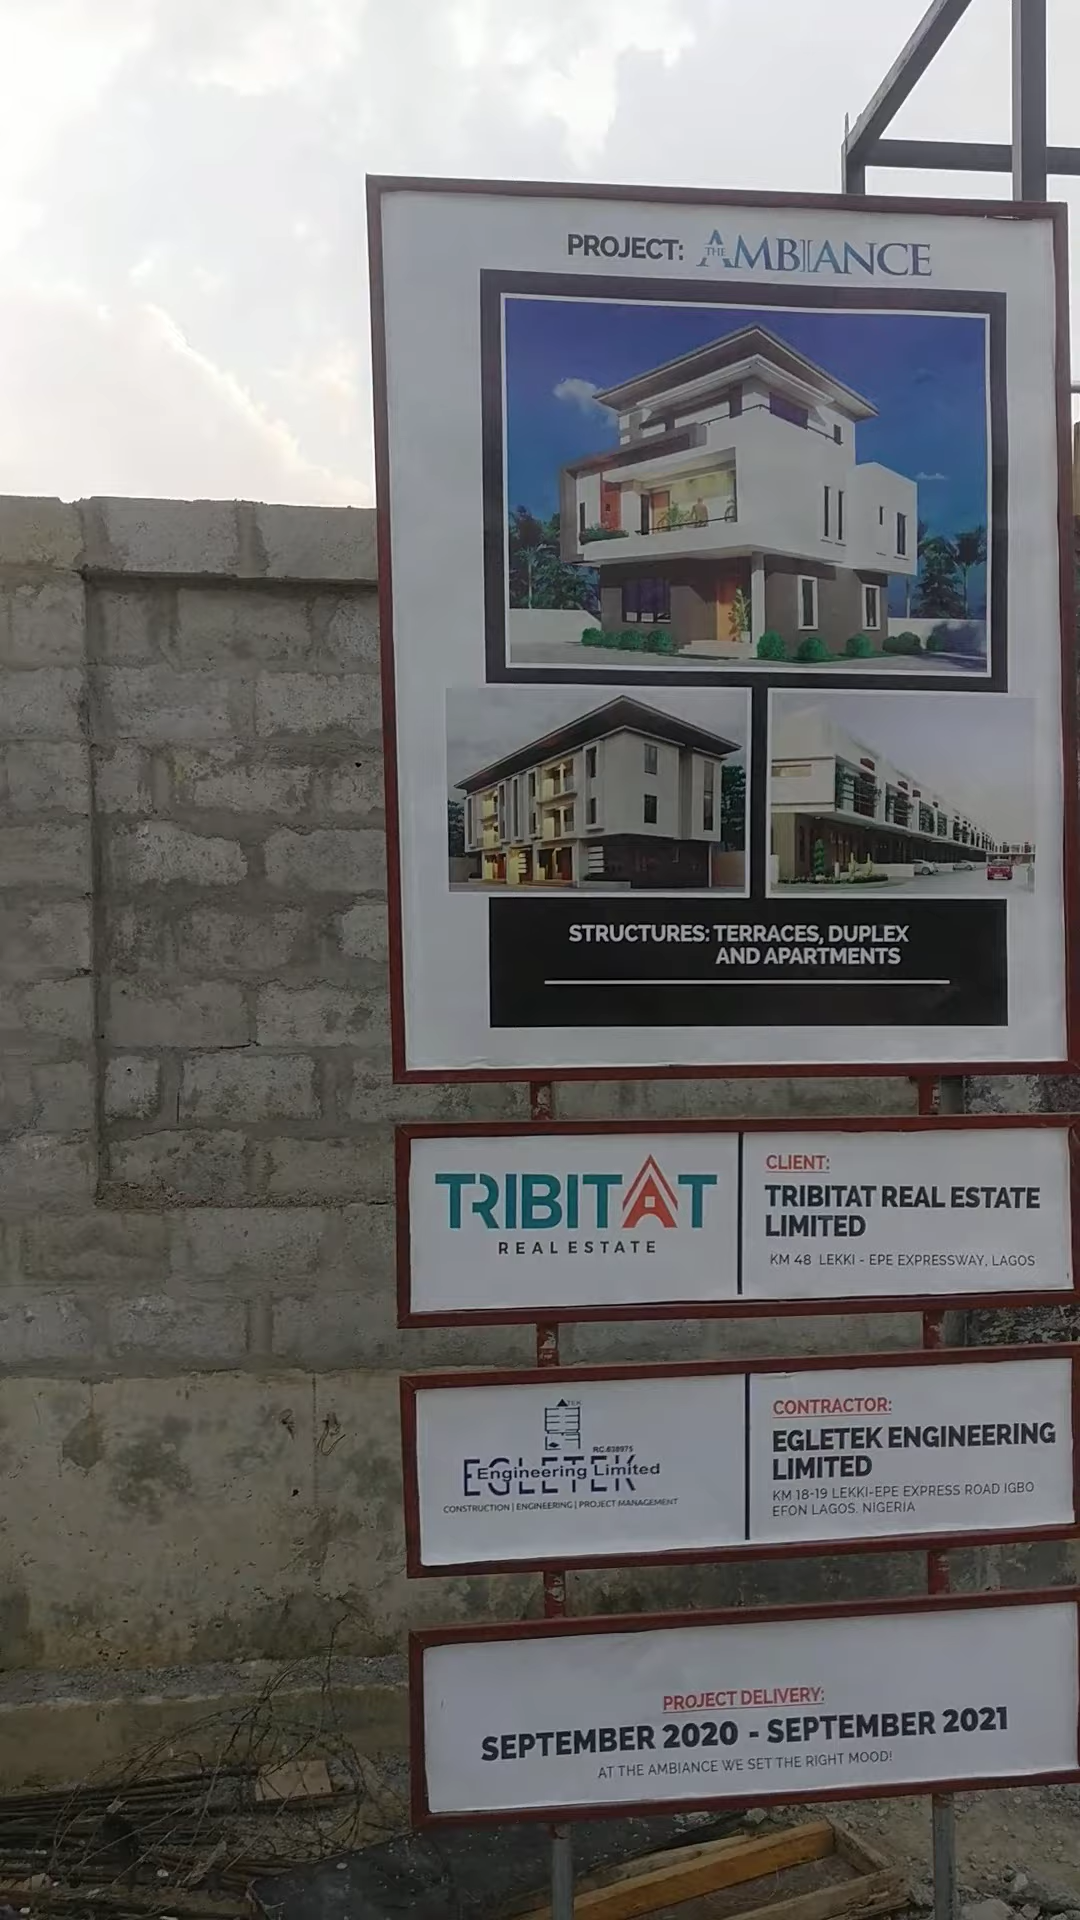 PROJECT: THE AMBIANCE
STRUCTURES: TERRACES, DUPLEX
AND APARTMENTS
TRIBITAT
REAL ESTATE
CLIENT:
TRIBITAT REAL ESTATE
LIMITED
KM 48 LEKKI - EPE EXPRESSWAY, LAGOS
ATEK
RC:638975
EGLETEK
Engineering Limited
CONSTRUCTION | ENGINEERING | PROJECT MANAGEMENT
CONTRACTOR:
EGLETEK ENGINEERING
LIMITED
KM 18-19 LEKKI-EPE EXPRESS ROAD IGBO
EFON LAGOS. NIGERIA
PROJECT DELIVERY:
SEPTEMBER 2020 - SEPTEMBER 2021
AT THE AMBIANCE WE SET THE RIGHT MOOD!